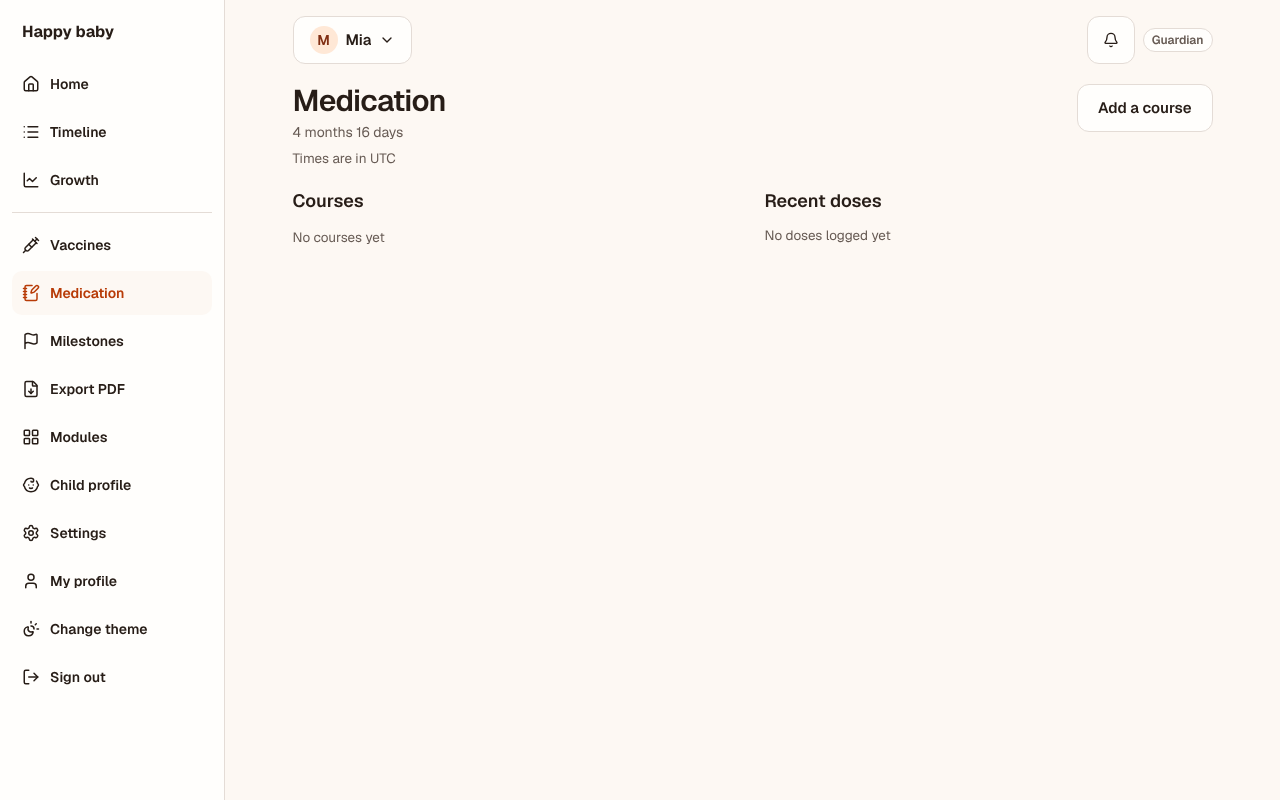 Happy baby
Home
Timeline
Growth
Vaccines
Medication
Milestones
Export PDF
Modules
Child profile
Settings
My profile
Change theme
Sign out
M Mia
Guardian
Medication
4 months 16 days
Times are in UTC
Add a course
Courses
No courses yet
Recent doses
No doses logged yet